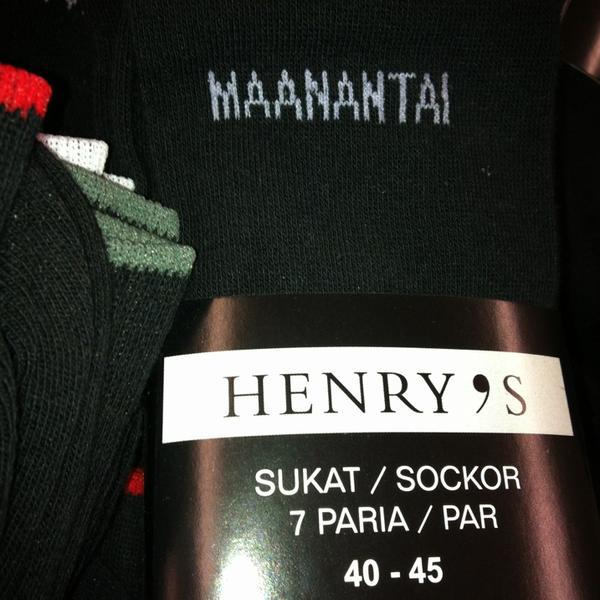 MAANANTAI
HENRY'S
SUKAT / SOCKOR
7 PARIA / PAR
40 - 45